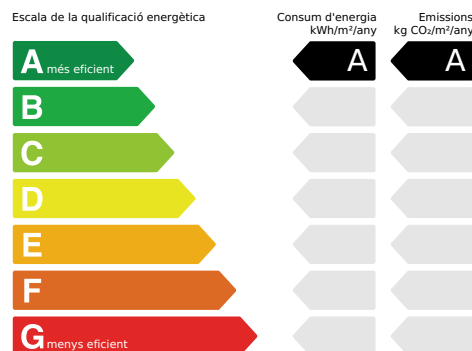 Escala de la qualificació energètica
Consum d'energia
kWh/m²/any
Emissions
kg CO₂/m²/any
A més eficient
A
A
B
C
D
E
F
G menys eficient